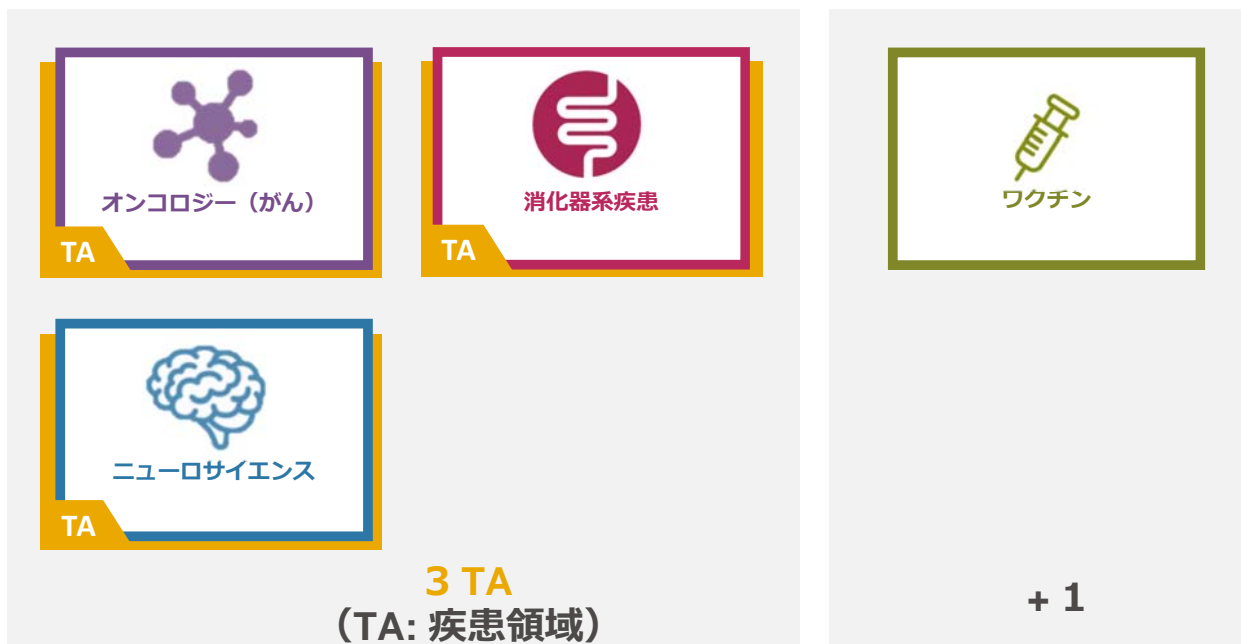 オンコロジー（がん）
TA
消化器系疾患
TA
ワクチン
ニューロサイエンス
TA
3 TA
（TA: 疾患領域）
+ 1